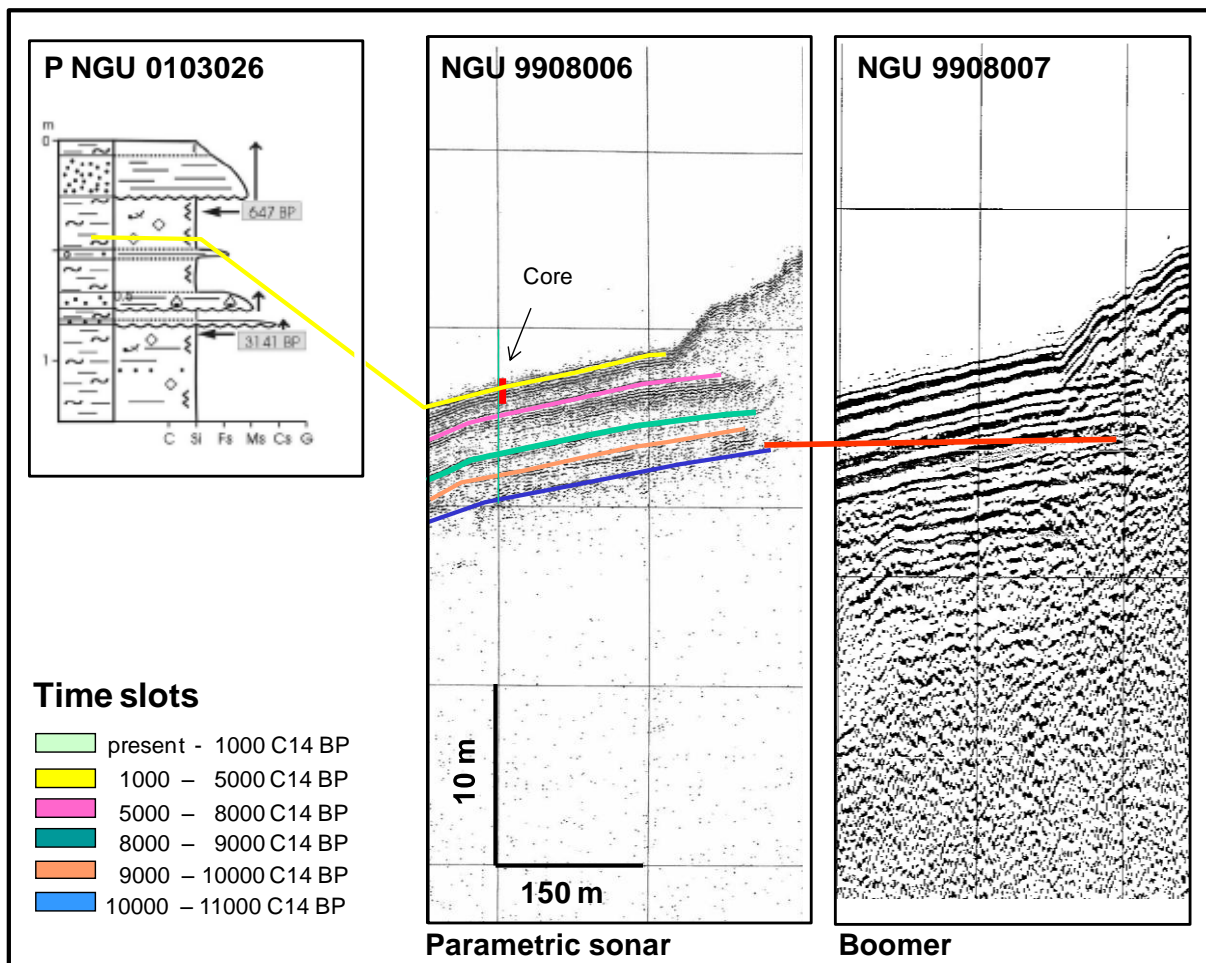 P NGU 0103026
m
0
647 BP
0,5
3141 BP
1
C Si Fs Ms Cs G
Time slots
present - 1000 C14 BP
1000 – 5000 C14 BP
5000 – 8000 C14 BP
8000 – 9000 C14 BP
9000 – 10000 C14 BP
10000 – 11000 C14 BP
NGU 9908006
Core
10 m
150 m
Parametric sonar
NGU 9908007
Boomer